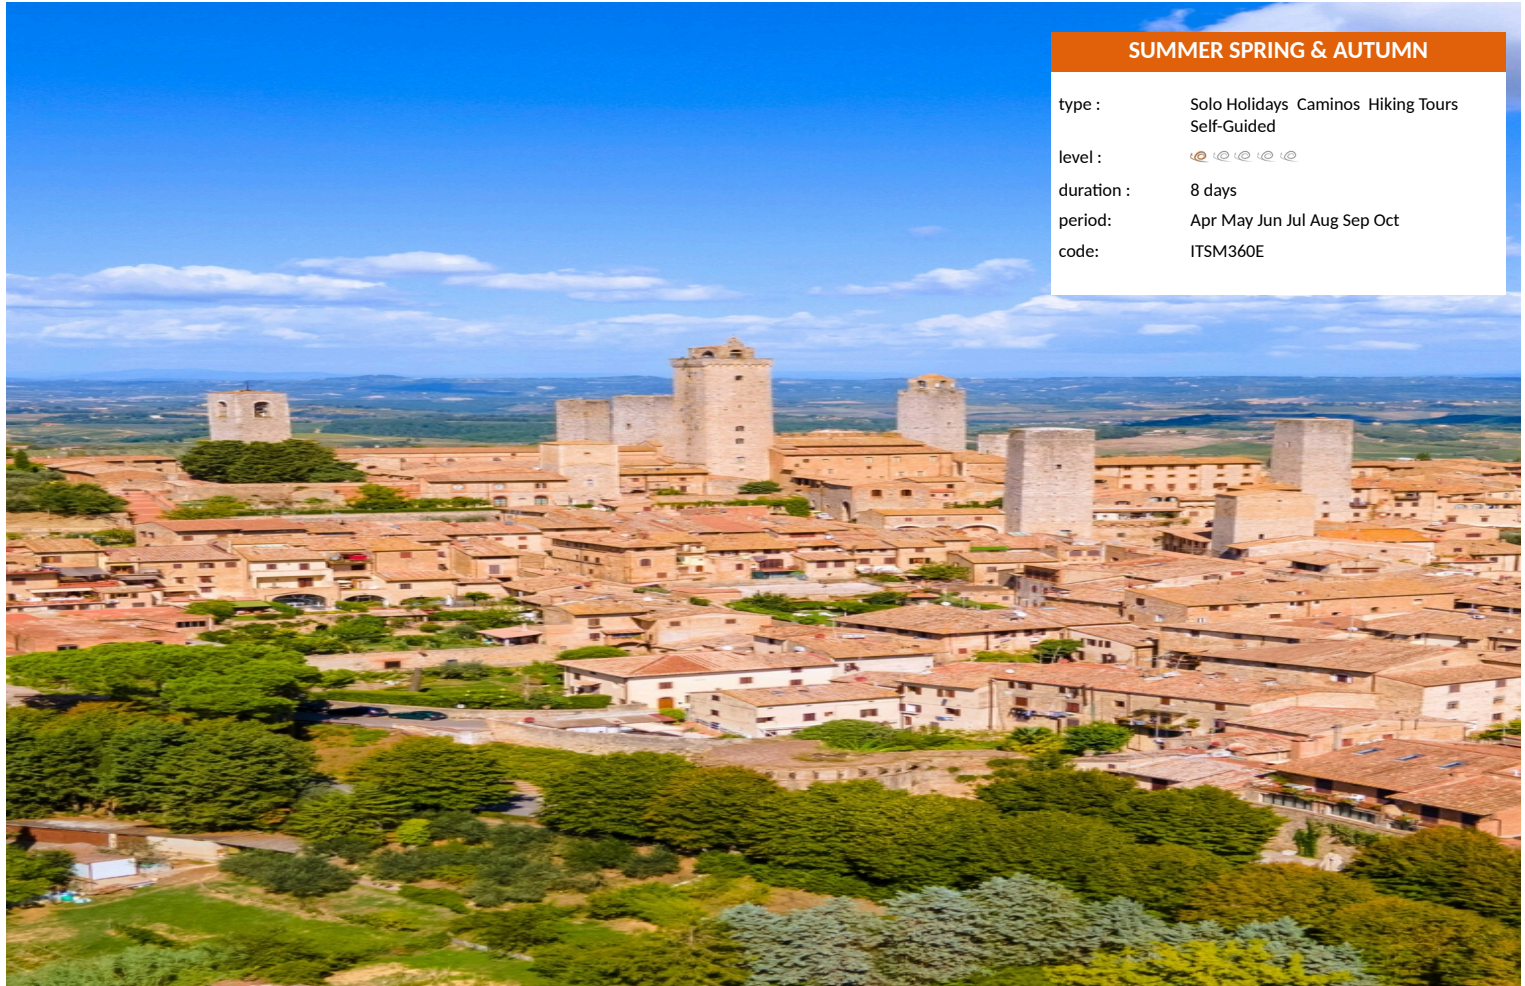 SUMMER SPRING & AUTUMN
type : Solo Holidays Caminos Hiking Tours
Self-Guided
level :
duration : 8 days
period: Apr May Jun Jul Aug Sep Oct
code: ITSM360E